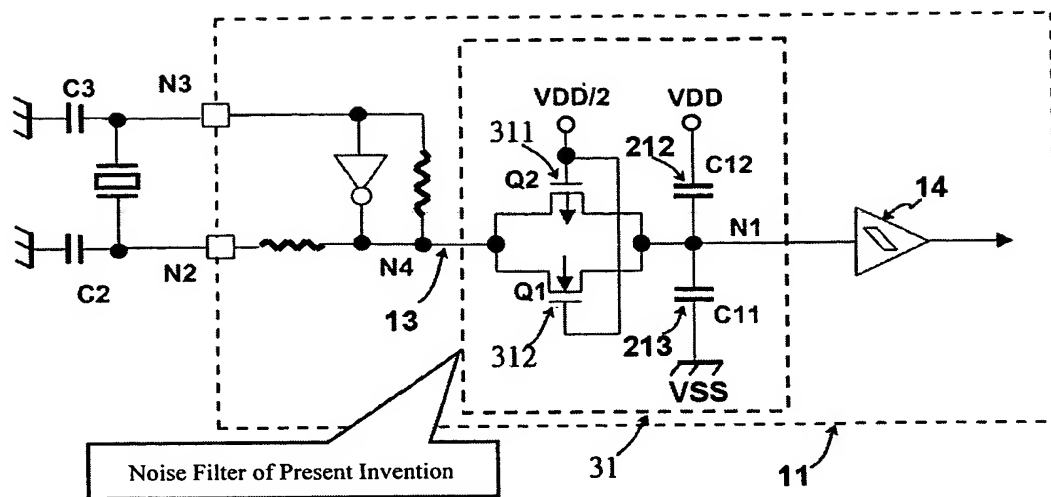 C3
N3
VDD/2
VDD
311
212
C12
Q2
14
N1
N2
N4
C2
13
Q1
C11
312
213
VSS
31
11
Noise Filter of Present Invention